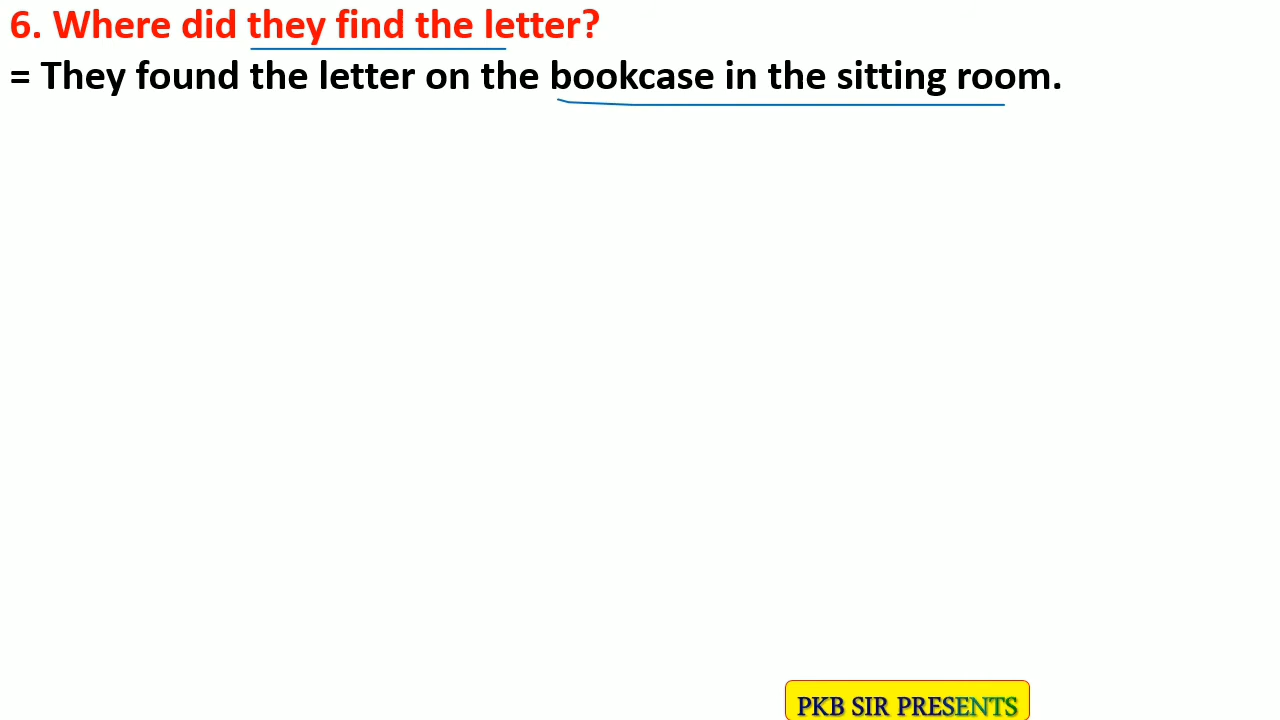 6. Where did they find the letter?
= They found the letter on the bookcase in the sitting room.
PKB SIR PRESENTS